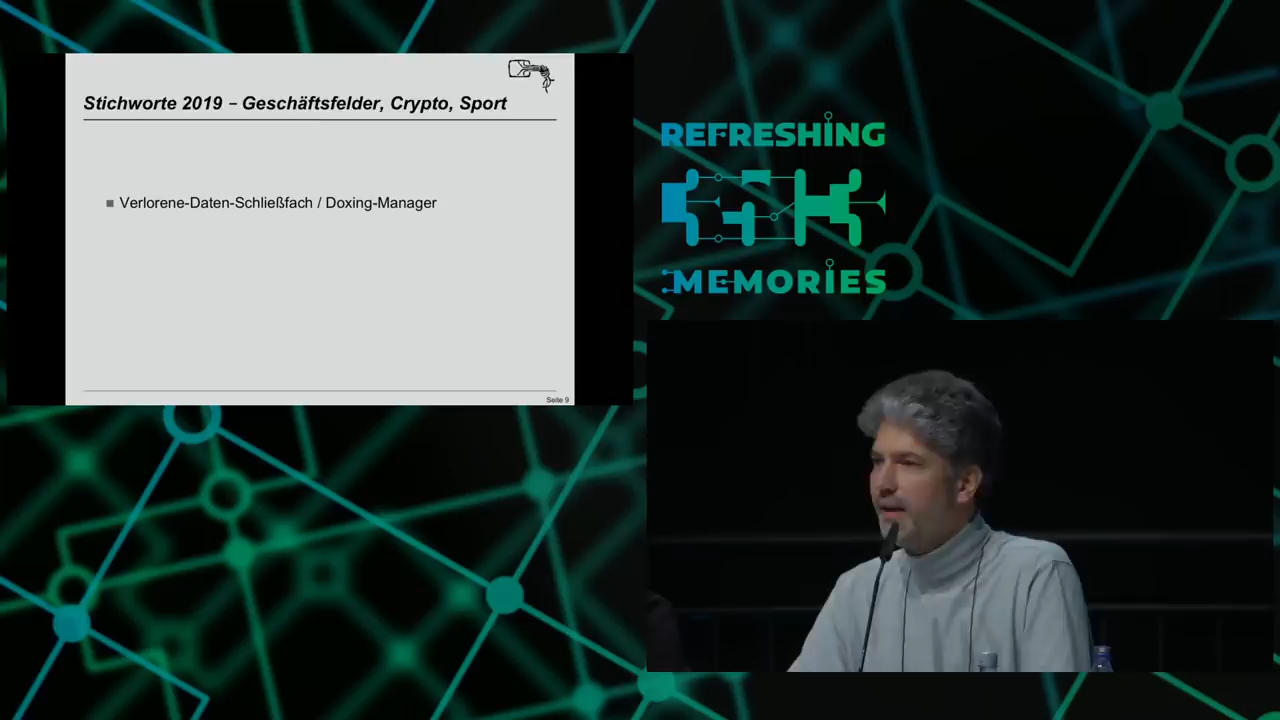 Stichworte 2019 – Geschäftsfelder, Crypto, Sport
Verlorene-Daten-Schließfach / Doxing-Manager
Seite 9
REFRESHING
MEMORIES